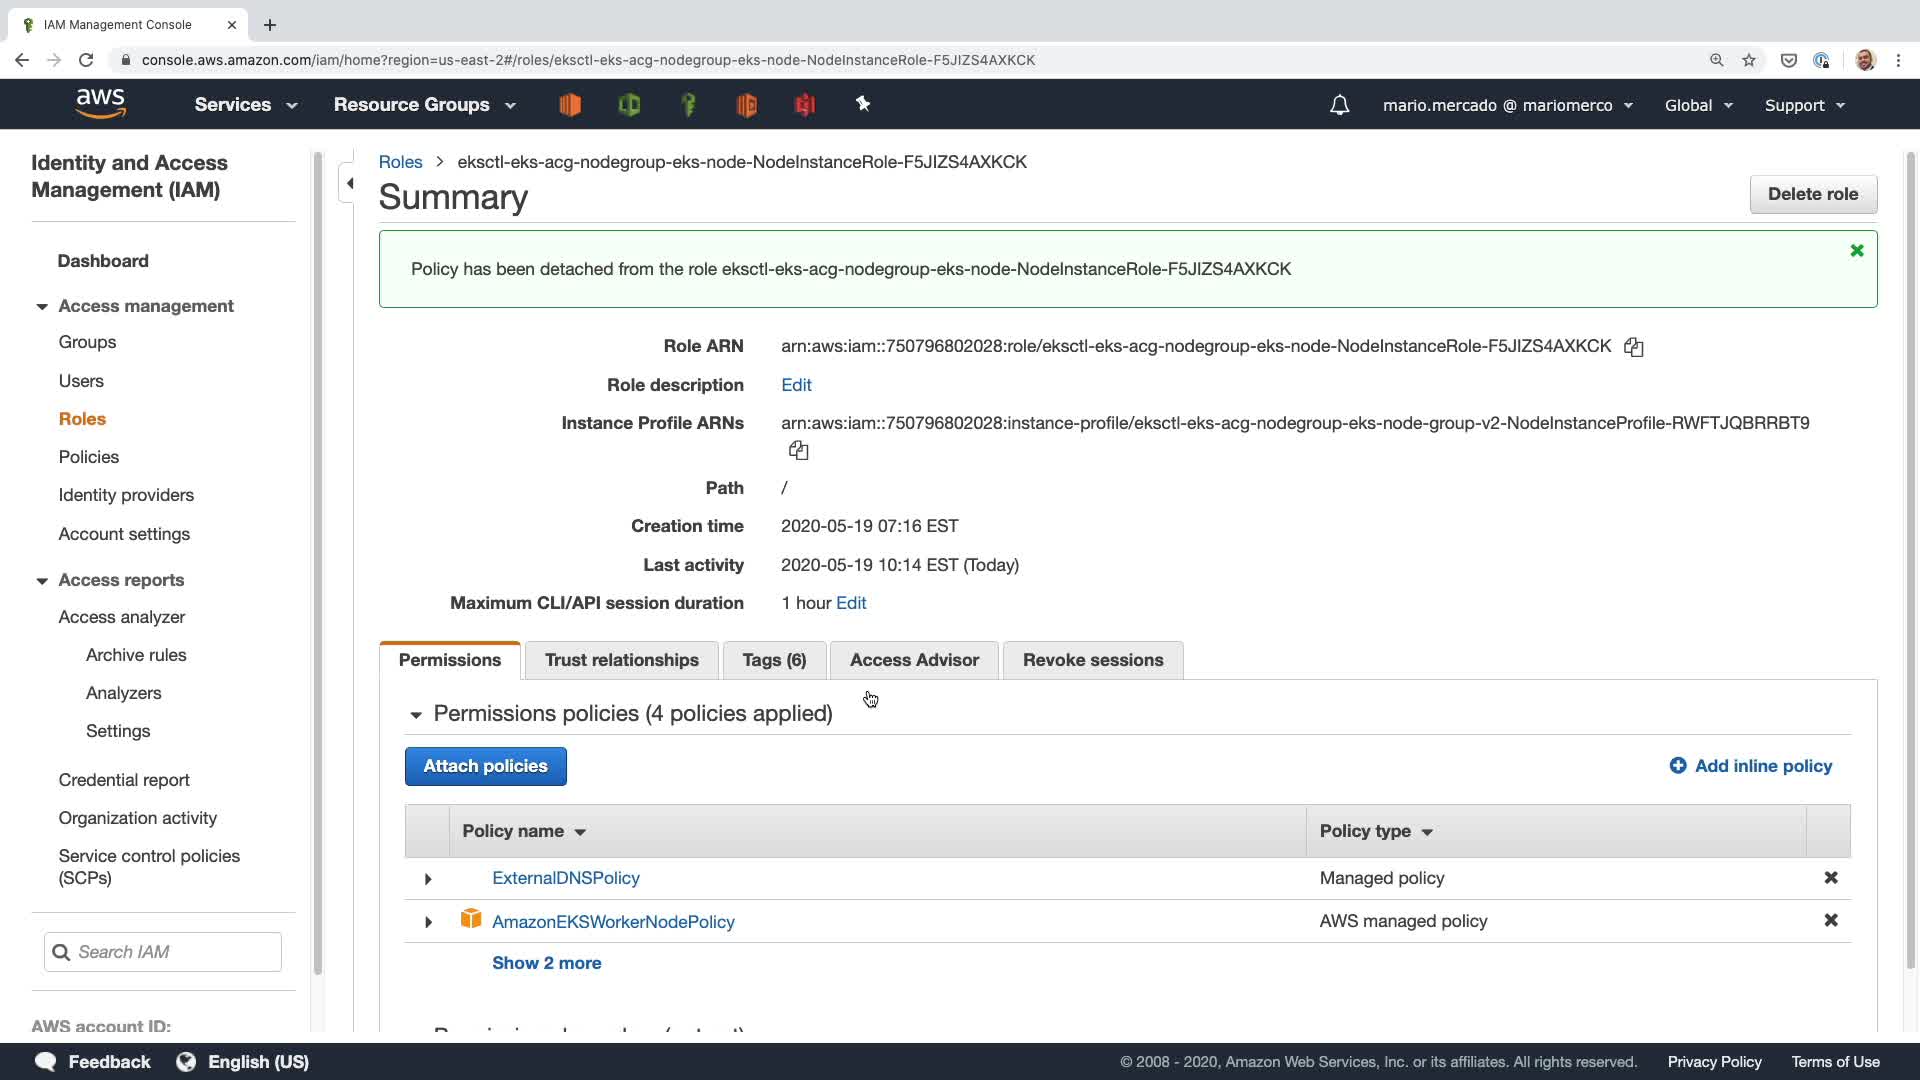 IAM Management Console
console.aws.amazon.com/iam/home?region=us-east-2#/roles/eksctl-eks-acg-nodegroup-eks-node-NodeInstanceRole-F5JIZS4AXKCK
aws Services Resource Groups mario.mercado @ mariomerco Global Support
Identity and Access
Management (IAM)
Dashboard
Access management
Groups
Users
Roles
Policies
Identity providers
Account settings
Access reports
Access analyzer
Archive rules
Analyzers
Settings
Credential report
Organization activity
Service control policies
(SCPs)
Search IAM
AWS account ID:
Roles > eksctl-eks-acg-nodegroup-eks-node-NodeInstanceRole-F5JIZS4AXKCK
Summary
Delete role
Policy has been detached from the role eksctl-eks-acg-nodegroup-eks-node-NodeInstanceRole-F5JIZS4AXKCK
Role ARN arn:aws:iam::750796802028:role/eksctl-eks-acg-nodegroup-eks-node-NodeInstanceRole-F5JIZS4AXKCK
Role description Edit
Instance Profile ARNs arn:aws:iam::750796802028:instance-profile/eksctl-eks-acg-nodegroup-eks-node-group-v2-NodeInstanceProfile-RWFTJQBRRBT9
Path /
Creation time 2020-05-19 07:16 EST
Last activity 2020-05-19 10:14 EST (Today)
Maximum CLI/API session duration 1 hour Edit
Permissions Trust relationships Tags (6) Access Advisor Revoke sessions
Permissions policies (4 policies applied)
Attach policies Add inline policy
Policy name Policy type
ExternalDNSPolicy Managed policy
AmazonEKSWorkerNodePolicy AWS managed policy
Show 2 more
Feedback English (US) © 2008 - 2020, Amazon Web Services, Inc. or its affiliates. All rights reserved. Privacy Policy Terms of Use